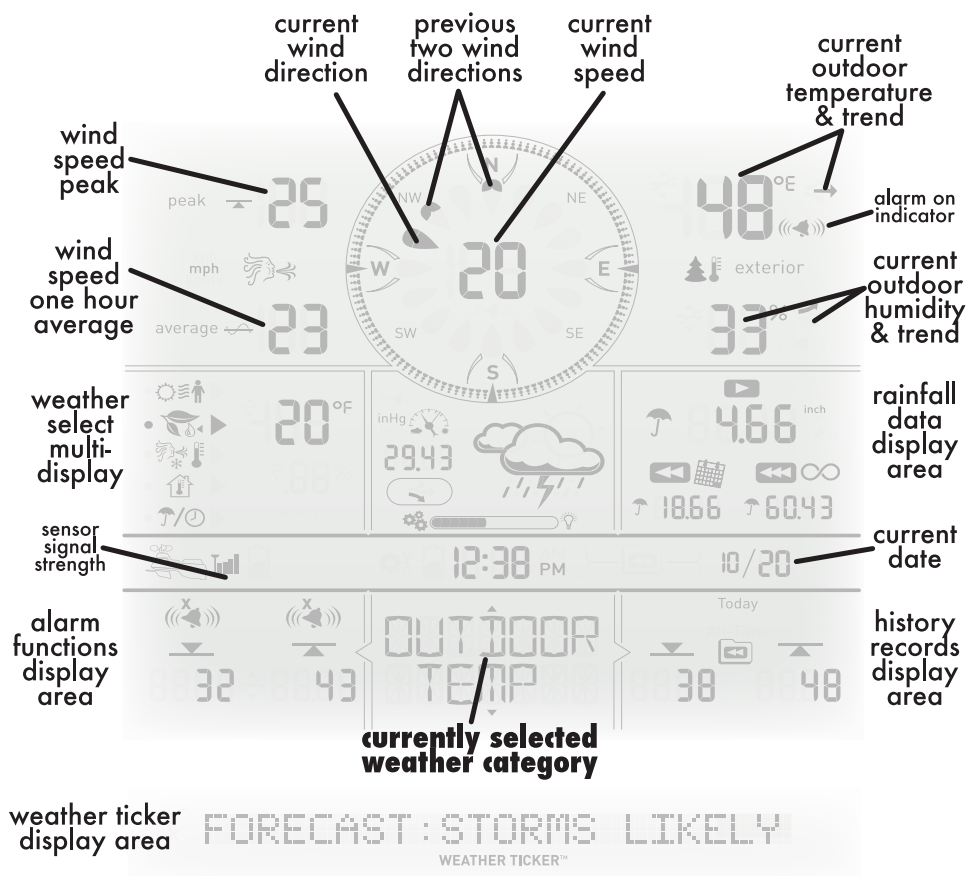 current
wind
direction
previous
two wind
directions
current
wind
speed
current
outdoor
temperature
& trend
wind
speed
peak
peak
25
N
NW
NE
48 °F
alarm on
indicator
wind
speed
one hour
average
mph
W
20
E
exterior
current
outdoor
humidity
& trend
average
23
SW
SE
33 %
S
weather
select
multi-
display
20 °F
inHg
29.43
4.66 inch
18.66
60.43
rainfall
data
display
area
sensor
signal
strength
12:38 PM
10/20
current
date
alarm
functions
display
area
32
43
OUTDOOR
TEMP
Today
38
48
history
records
display
area
currently selected
weather category
weather ticker
display area
FORECAST:STORMS LIKELY
WEATHER TICKER™